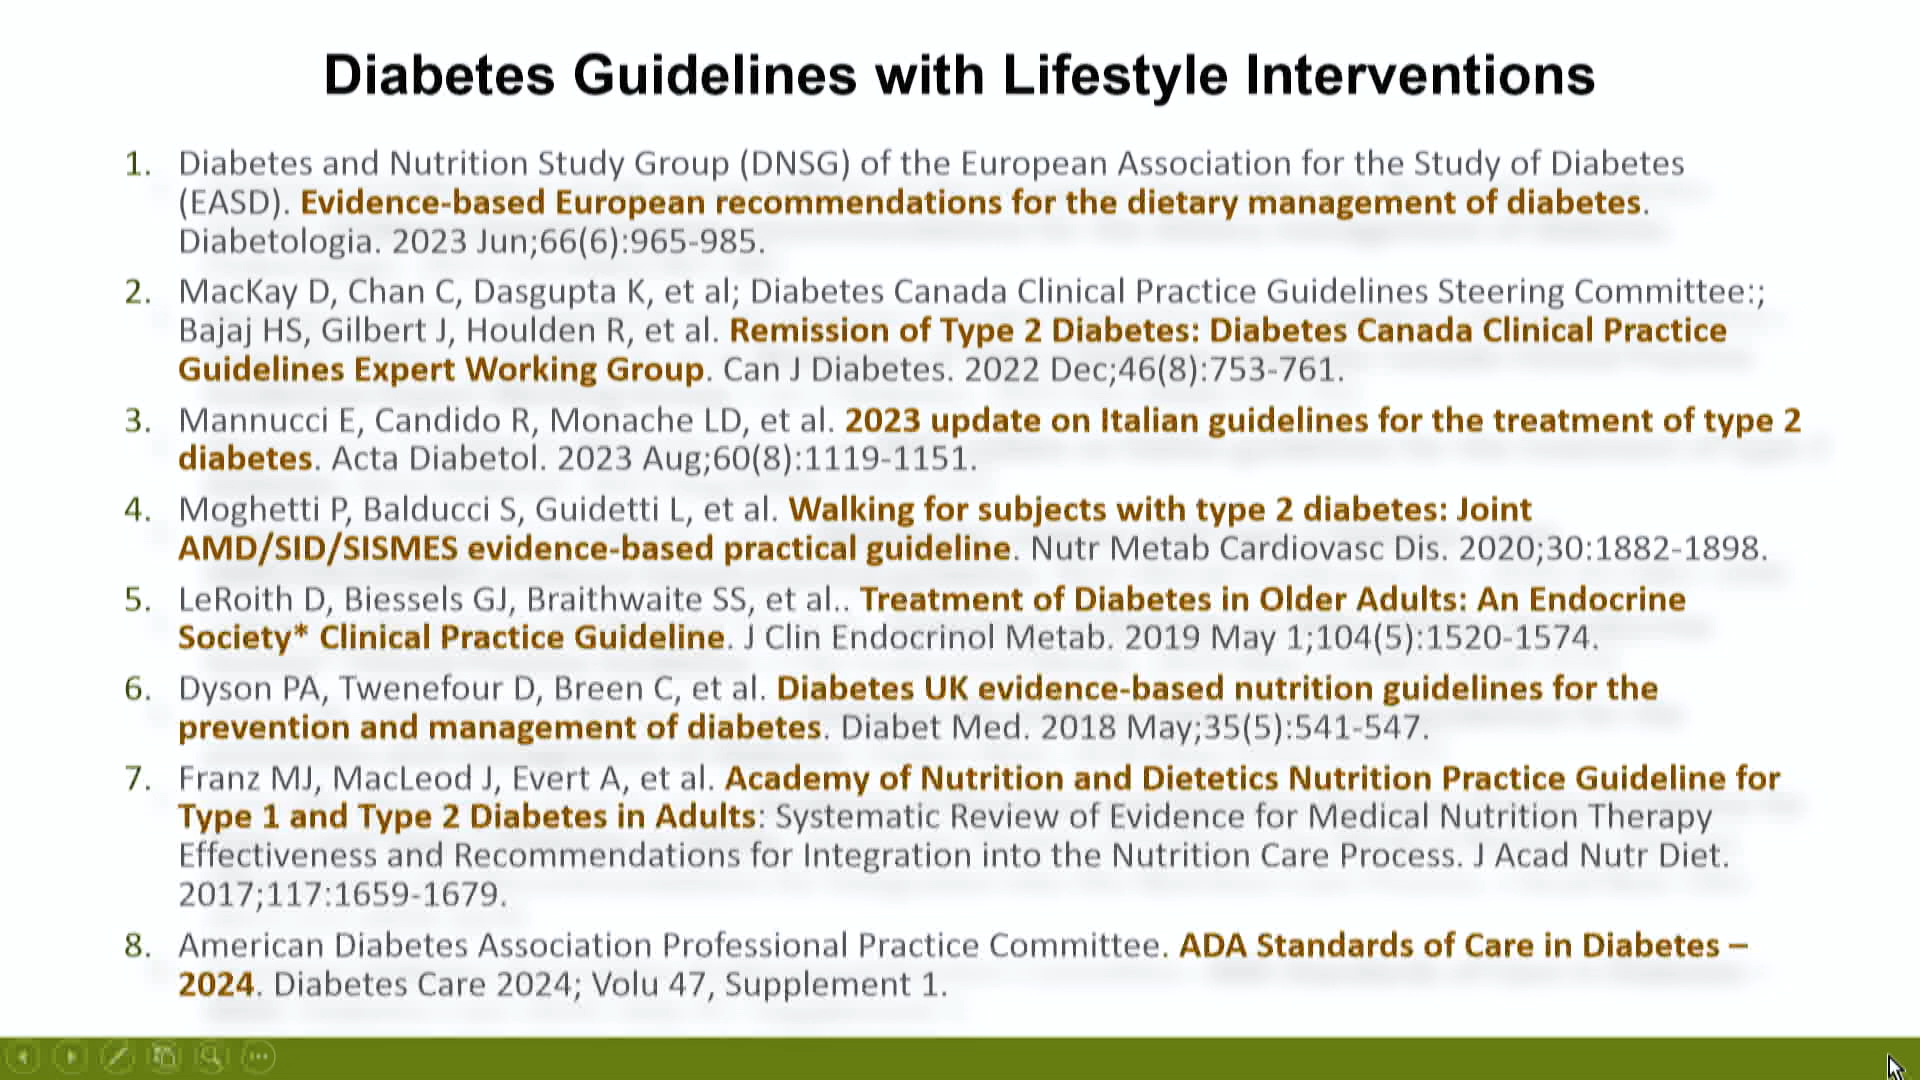 Diabetes Guidelines with Lifestyle Interventions
1. Diabetes and Nutrition Study Group (DNSG) of the European Association for the Study of Diabetes
(EASD). Evidence-based European recommendations for the dietary management of diabetes.
Diabetologia. 2023 Jun;66(6):965-985.
2. MacKay D, Chan C, Dasgupta K, et al; Diabetes Canada Clinical Practice Guidelines Steering Committee:;
Bajaj HS, Gilbert J, Houlden R, et al. Remission of Type 2 Diabetes: Diabetes Canada Clinical Practice
Guidelines Expert Working Group. Can J Diabetes. 2022 Dec;46(8):753-761.
3. Mannucci E, Candido R, Monache LD, et al. 2023 update on Italian guidelines for the treatment of type 2
diabetes. Acta Diabetol. 2023 Aug;60(8):1119-1151.
4. Moghetti P, Balducci S, Guidetti L, et al. Walking for subjects with type 2 diabetes: Joint
AMD/SID/SISMES evidence-based practical guideline. Nutr Metab Cardiovasc Dis. 2020;30:1882-1898.
5. LeRoith D, Biessels GJ, Braithwaite SS, et al.. Treatment of Diabetes in Older Adults: An Endocrine
Society* Clinical Practice Guideline. J Clin Endocrinol Metab. 2019 May 1;104(5):1520-1574.
6. Dyson PA, Twenefour D, Breen C, et al. Diabetes UK evidence-based nutrition guidelines for the
prevention and management of diabetes. Diabet Med. 2018 May;35(5):541-547.
7. Franz MJ, MacLeod J, Evert A, et al. Academy of Nutrition and Dietetics Nutrition Practice Guideline for
Type 1 and Type 2 Diabetes in Adults: Systematic Review of Evidence for Medical Nutrition Therapy
Effectiveness and Recommendations for Integration into the Nutrition Care Process. J Acad Nutr Diet.
2017;117:1659-1679.
8. American Diabetes Association Professional Practice Committee. ADA Standards of Care in Diabetes –
2024. Diabetes Care 2024; Volu 47, Supplement 1.